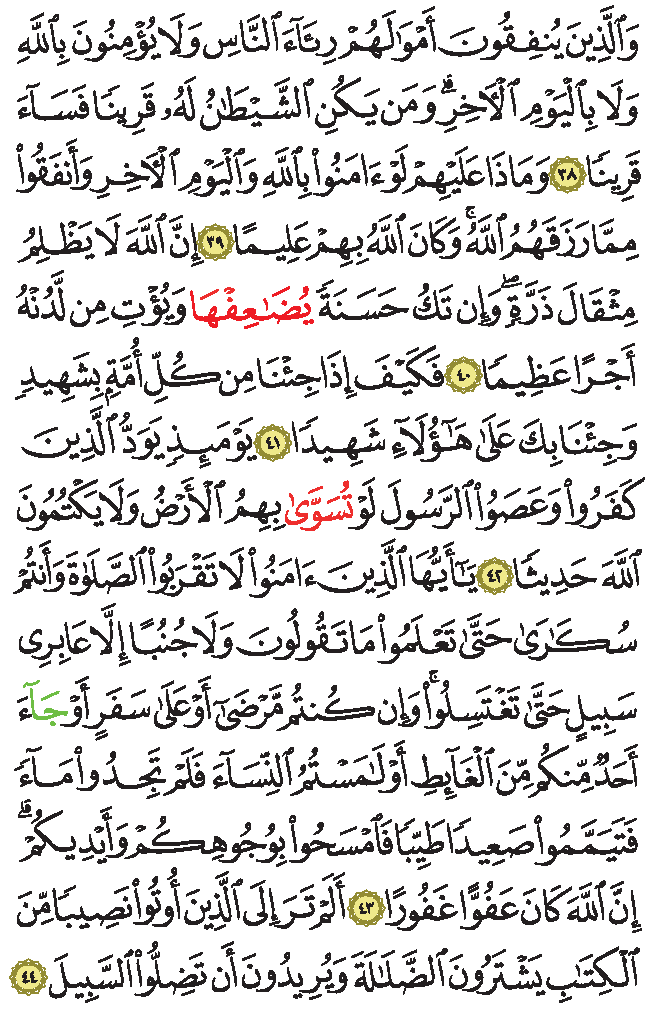 وَٱلَّذِينَ يُنفِقُونَ أَمْوَٰلَهُمْ رِئَآءَ ٱلنَّاسِ وَلَا يُؤْمِنُونَ بِٱللَّهِ
وَلَا بِٱلْيَوْمِ ٱلْأَخِرِ ۗ وَمَن يَكُنِ ٱلشَّيْطَٰنُ لَهُۥ قَرِينًا فَسَآءَ
قَرِينًا ٣٨ وَمَاذَا عَلَيْهِمْ لَوْ ءَامَنُوا۟ بِٱللَّهِ وَٱلْيَوْمِ ٱلْأَخِرِ وَأَنفَقُوا۟
مِمَّا رَزَقَهُمُ ٱللَّهُ ۚ وَكَانَ ٱللَّهُ بِهِمْ عَلِيمًا ٣٩ إِنَّ ٱللَّهَ لَا يَظْلِمُ
مِثْقَالَ ذَرَّةٍ ۖ وَإِن تَكُ حَسَنَةً يُضَٰعِفْهَا وَيُؤْتِ مِن لَّدُنْهُ
أَجْرًا عَظِيمًا ٤٠ فَكَيْفَ إِذَا جِئْنَا مِن كُلِّ أُمَّةٍۭ بِشَهِيدٍ
وَجِئْنَا بِكَ عَلَىٰ هَٰٓؤُلَآءِ شَهِيدًا ٤١ يَوْمَئِذٍ يَوَدُّ ٱلَّذِينَ
كَفَرُوا۟ وَعَصَوُا۟ ٱلرَّسُولَ لَوْ تُسَوَّىٰ بِهِمُ ٱلْأَرْضُ وَلَا يَكْتُمُونَ
ٱللَّهَ حَدِيثًا ٤٢ يَٰٓأَيُّهَا ٱلَّذِينَ ءَامَنُوا۟ لَا تَقْرَبُوا۟ ٱلصَّلَوٰةَ وَأَنتُمْ
سُكَٰرَىٰ حَتَّىٰ تَعْلَمُوا۟ مَا تَقُولُونَ وَلَا جُنُبًا إِلَّا عَابِرِى
سَبِيلٍ حَتَّىٰ تَغْتَسِلُوا۟ ۚ وَإِن كُنتُم مَّرْضَىٰٓ أَوْ عَلَىٰ سَفَرٍ أَوْ جَآءَ
أَحَدٌ مِّنكُم مِّنَ ٱلْغَآئِطِ أَوْ لَٰمَسْتُمُ ٱلنِّسَآءَ فَلَمْ تَجِدُوا۟ مَآءً
فَتَيَمَّمُوا۟ صَعِيدًا طَيِّبًا فَٱمْسَحُوا۟ بِوُجُوهِكُمْ وَأَيْدِيكُمْ ۗ
إِنَّ ٱللَّهَ كَانَ عَفُوًّا غَفُورًا ٤٣ أَلَمْ تَرَ إِلَى ٱلَّذِينَ أُوتُوا۟ نَصِيبًا مِّنَ
ٱلْكِتَٰبِ يَشْتَرُونَ ٱلضَّلَٰلَةَ وَيُرِيدُونَ أَن تَضِلُّوا۟ ٱلسَّبِيلَ ٤٤